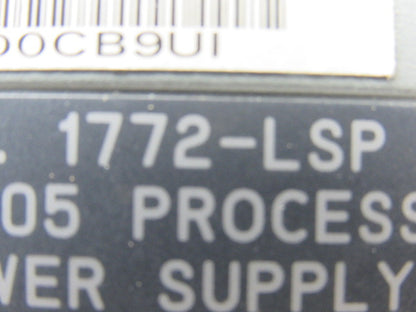 00CB9UI
. 1772-LSP
05 PROCESS
WER SUPPLY